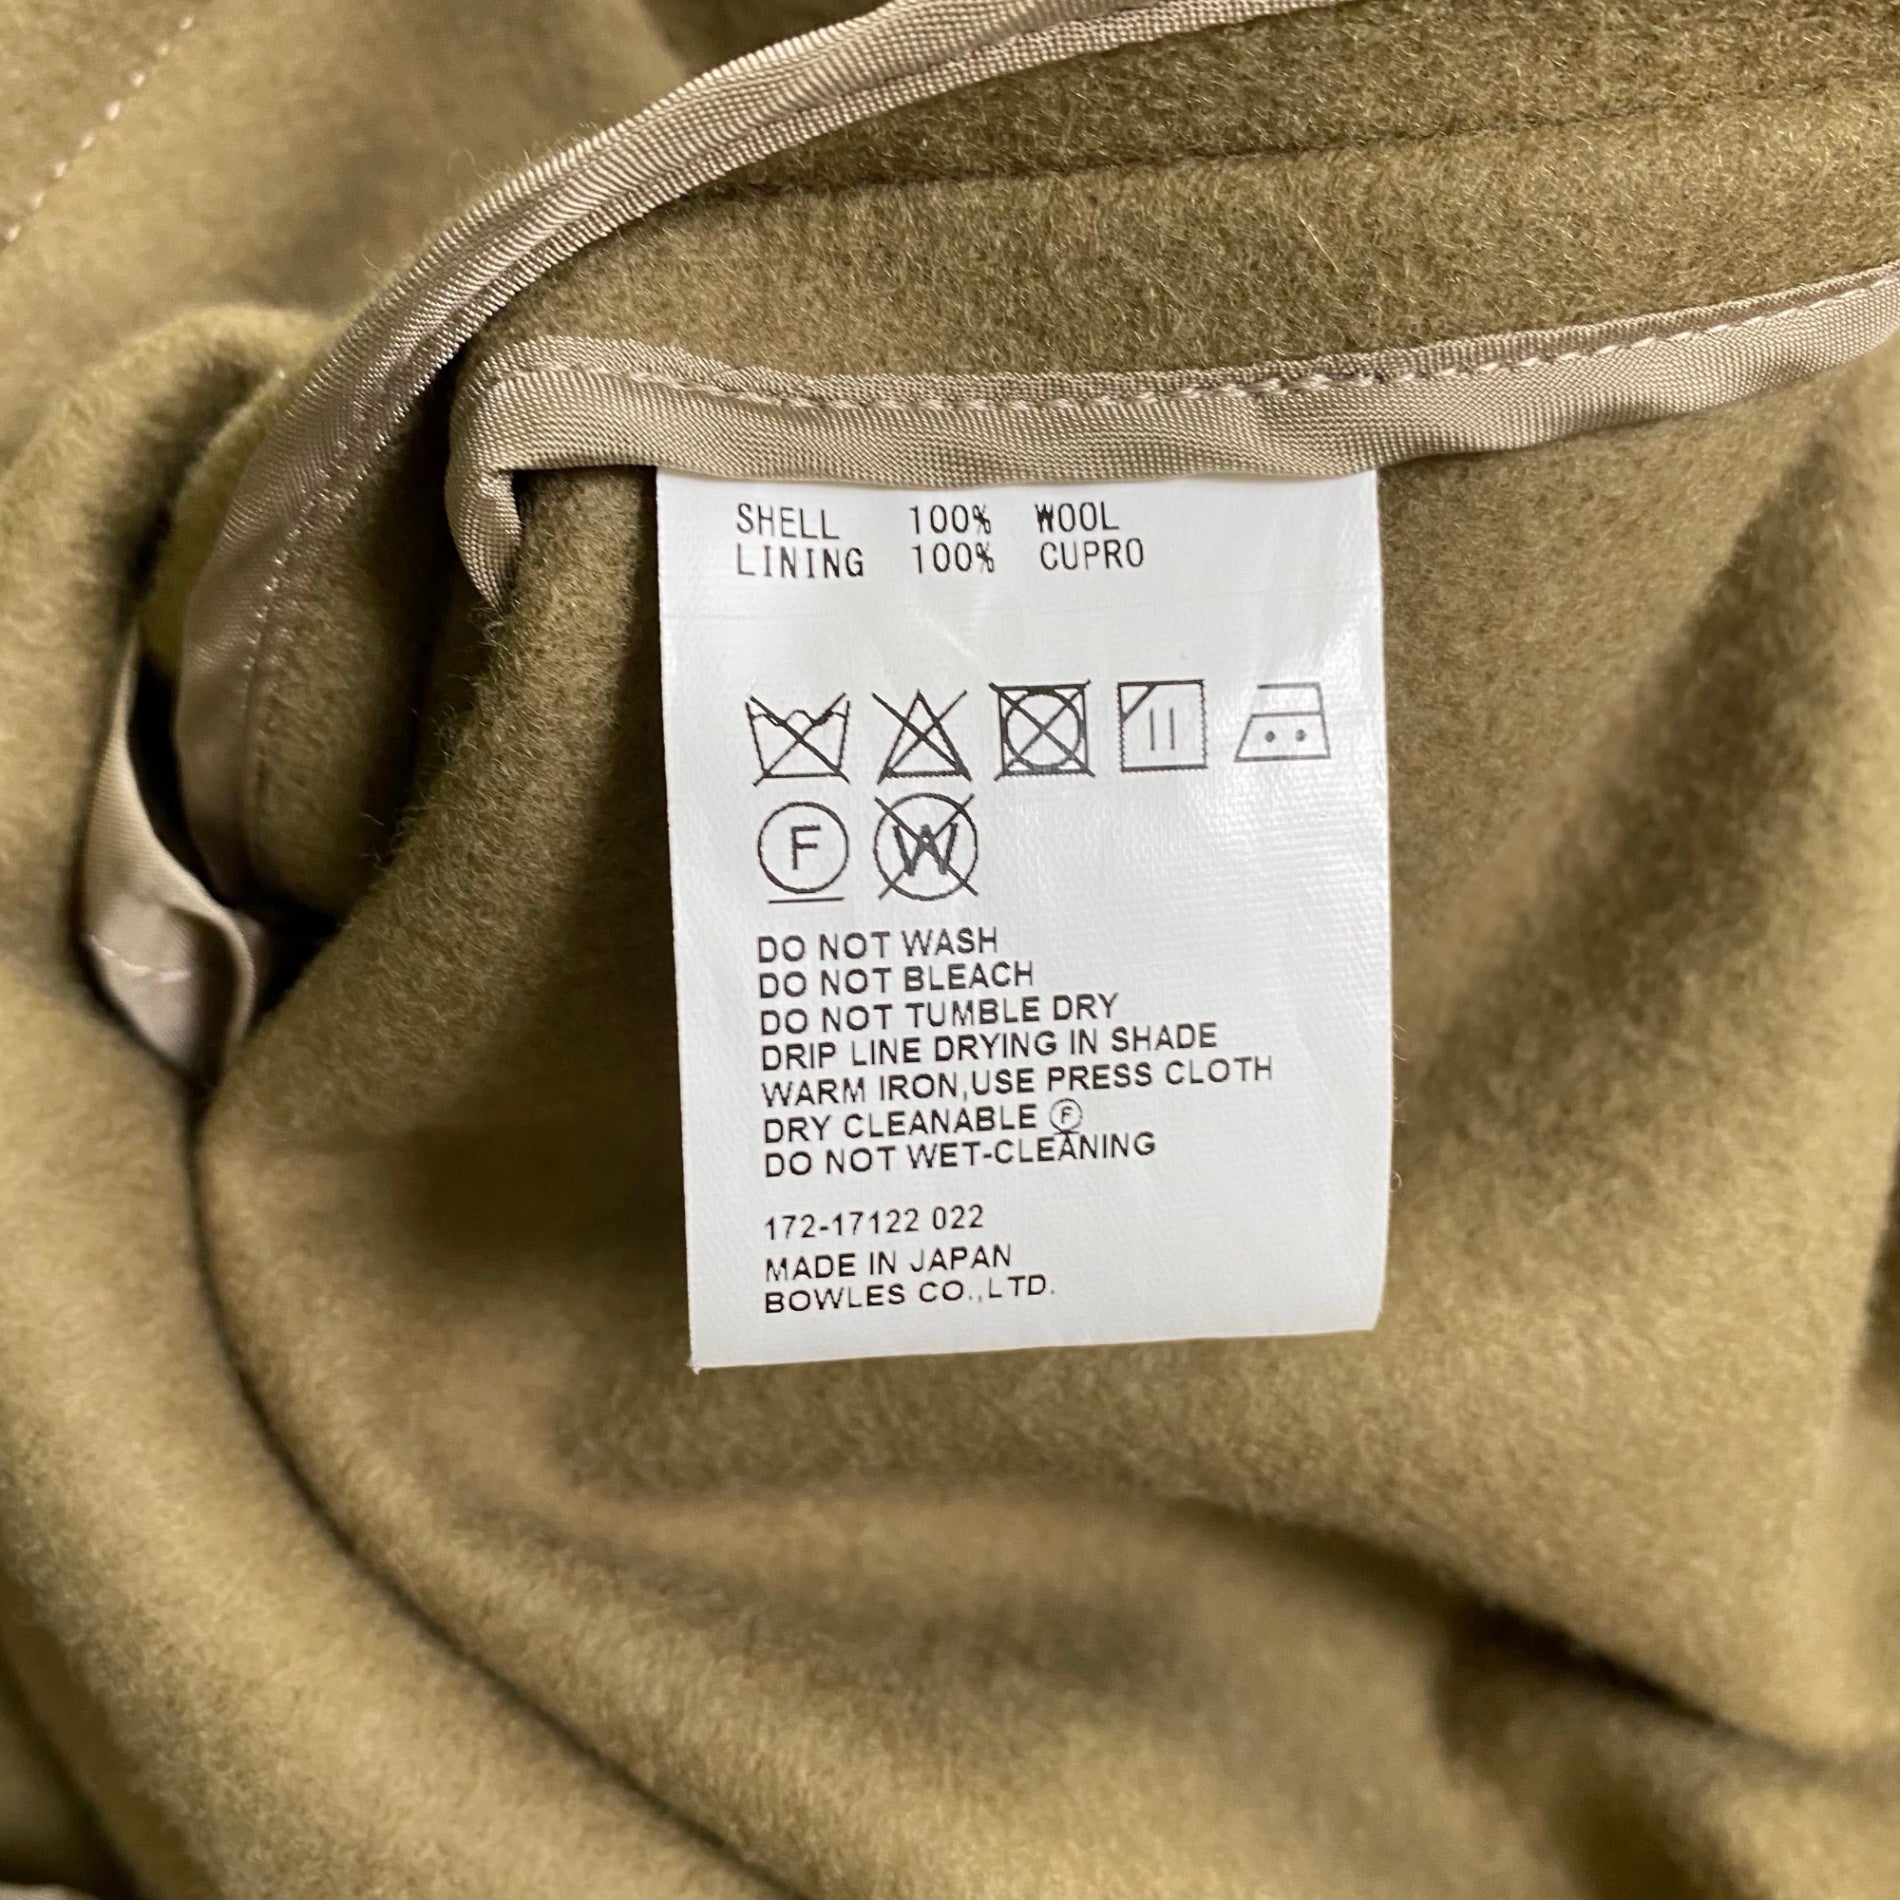 SHELL 100% WOOL
LINING 100% CUPRO
F W
DO NOT WASH
DO NOT BLEACH
DO NOT TUMBLE DRY
DRIP LINE DRYING IN SHADE
WARM IRON,USE PRESS CLOTH
DRY CLEANABLE Ⓕ
DO NOT WET-CLEANING
172-17122 022
MADE IN JAPAN
BOWLES CO.,LTD.